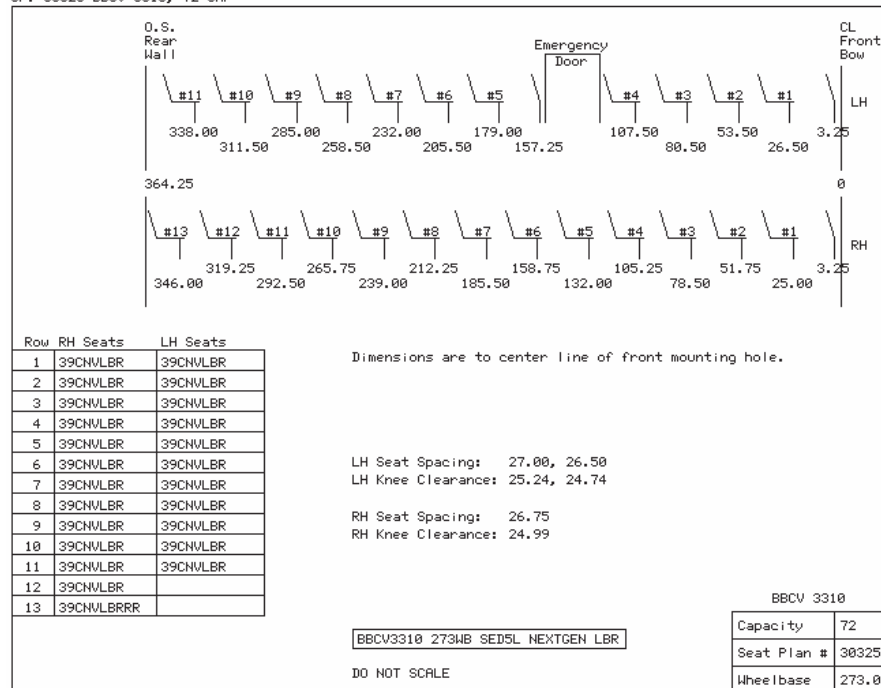 O.S.
Rear
Wall
Emergency
Door
CL
Front
Bow
#11 #10 #9 #8 #7 #6 #5 #4 #3 #2 #1
LH
338.00 285.00 232.00 179.00 107.50 53.50 3.25
311.50 258.50 205.50 157.25 80.50 26.50
364.25 0
#13 #12 #11 #10 #9 #8 #7 #6 #5 #4 #3 #2 #1
RH
319.25 265.75 212.25 158.75 105.25 51.75 3.25
346.00 292.50 239.00 185.50 132.00 78.50 25.00
Row RH Seats LH Seats
1 39CNVLBR 39CNVLBR
2 39CNVLBR 39CNVLBR
3 39CNVLBR 39CNVLBR
4 39CNVLBR 39CNVLBR
5 39CNVLBR 39CNVLBR
6 39CNVLBR 39CNVLBR
7 39CNVLBR 39CNVLBR
8 39CNVLBR 39CNVLBR
9 39CNVLBR 39CNVLBR
10 39CNVLBR 39CNVLBR
11 39CNVLBR 39CNVLBR
12 39CNVLBR
13 39CNVLBRRR
Dimensions are to center line of front mounting hole.
LH Seat Spacing: 27.00, 26.50
LH Knee Clearance: 25.24, 24.74
RH Seat Spacing: 26.75
RH Knee Clearance: 24.99
BBCV3310 273WB SED5L NEXTGEN LBR
DO NOT SCALE
BBCV 3310
Capacity 72
Seat Plan # 30325
Wheelbase 273.0